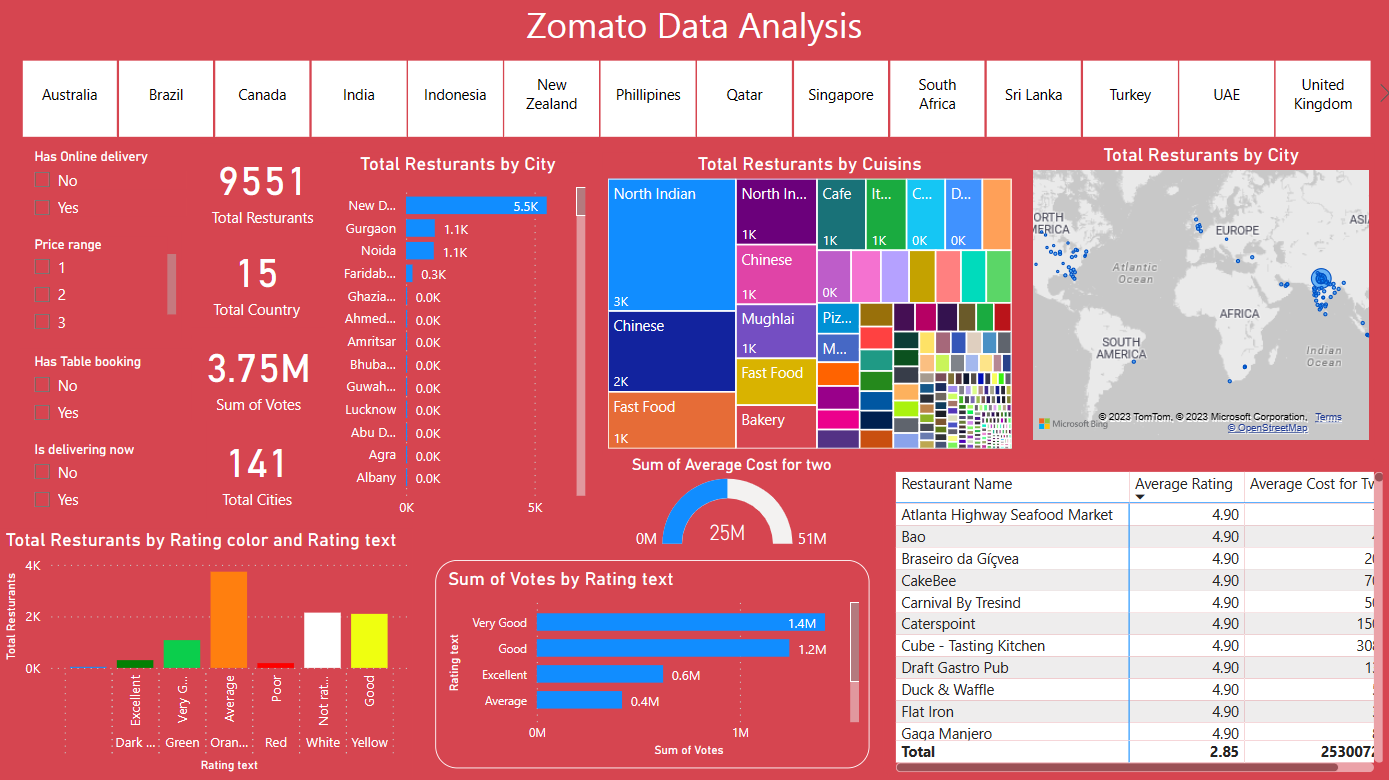 Zomato Data Analysis
Australia
Brazil
Canada
India
Indonesia
New
Zealand
Phillipines
Qatar
Singapore
South
Africa
Sri Lanka
Turkey
UAE
United
Kingdom
Has Online delivery
No
Yes
Price range
1
2
3
Has Table booking
No
Yes
Is delivering now
No
Yes
9551
Total Resturants
15
Total Country
3.75M
Sum of Votes
141
Total Cities
Total Resturants by City
New D... 5.5K
Gurgaon 1.1K
Noida 1.1K
Faridab... 0.3K
Ghazia... 0.0K
Ahmed... 0.0K
Amritsar 0.0K
Bhuba... 0.0K
Guwah... 0.0K
Lucknow 0.0K
Abu D... 0.0K
Agra 0.0K
Albany 0.0K
0K 5K
Total Resturants by Cuisins
North Indian
3K
Chinese
2K
Fast Food
1K
North In...
1K
Chinese
1K
Mughlai
1K
Fast Food
Bakery
Cafe
1K
It...
1K
C...
0K
D...
0K
0K
Piz...
M...
Total Resturants by City
NORTH
MERICA
EUROPE
ASI
Atlantic
Ocean
AFRICA
SOUTH
AMERICA
Indian
Ocean
Microsoft Bing
© 2023 TomTom, © 2023 Microsoft Corporation, Terms
© OpenStreetMap
Sum of Average Cost for two
0M 25M 51M
Total Resturants by Rating color and Rating text
Total Resturants
4K
2K
0K
Excellent
Very G...
Average
Poor
Not rat...
Good
Dark ...
Green
Oran...
Red
White
Yellow
Rating text
Sum of Votes by Rating text
Rating text
Very Good 1.4M
Good 1.2M
Excellent 0.6M
Average 0.4M
0M 1M
Sum of Votes
Restaurant Name Average Rating Average Cost for Tw
Atlanta Highway Seafood Market 4.90
Bao 4.90
Braseiro da Gíçvea 4.90 20
CakeBee 4.90 70
Carnival By Tresind 4.90 50
Caterspoint 4.90 150
Cube - Tasting Kitchen 4.90 308
Draft Gastro Pub 4.90 1
Duck & Waffle 4.90
Flat Iron 4.90
Gaga Manjero 4.90
Total 2.85 2530072